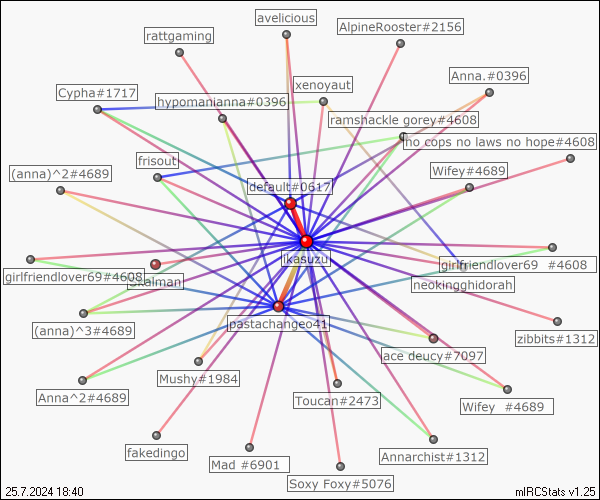 avelicious
AlpineRooster#2156
rattgaming
Anna.#0396
xenoyaut
Cypha#1717
hypomanianna#0396
ramshackle gorey#4608
no cops no laws no hope#4608
frisout
(anna)^2#4689
Wifey#4689
default#0617
ikasuzu
girlfriendlover69 #4608
girlfriendlover69#4608
neokingghidorah
pastachangeo41
(anna)^3#4689
zibbits#1312
ace deucy#7097
Mushy#1984
Anna^2#4689
Toucan#2473
Wifey #4689
fakedingo
Annarchist#1312
Mad #6901
Soxy Foxy#5076
25.7.2024 18:40
mIRCStats v1.25